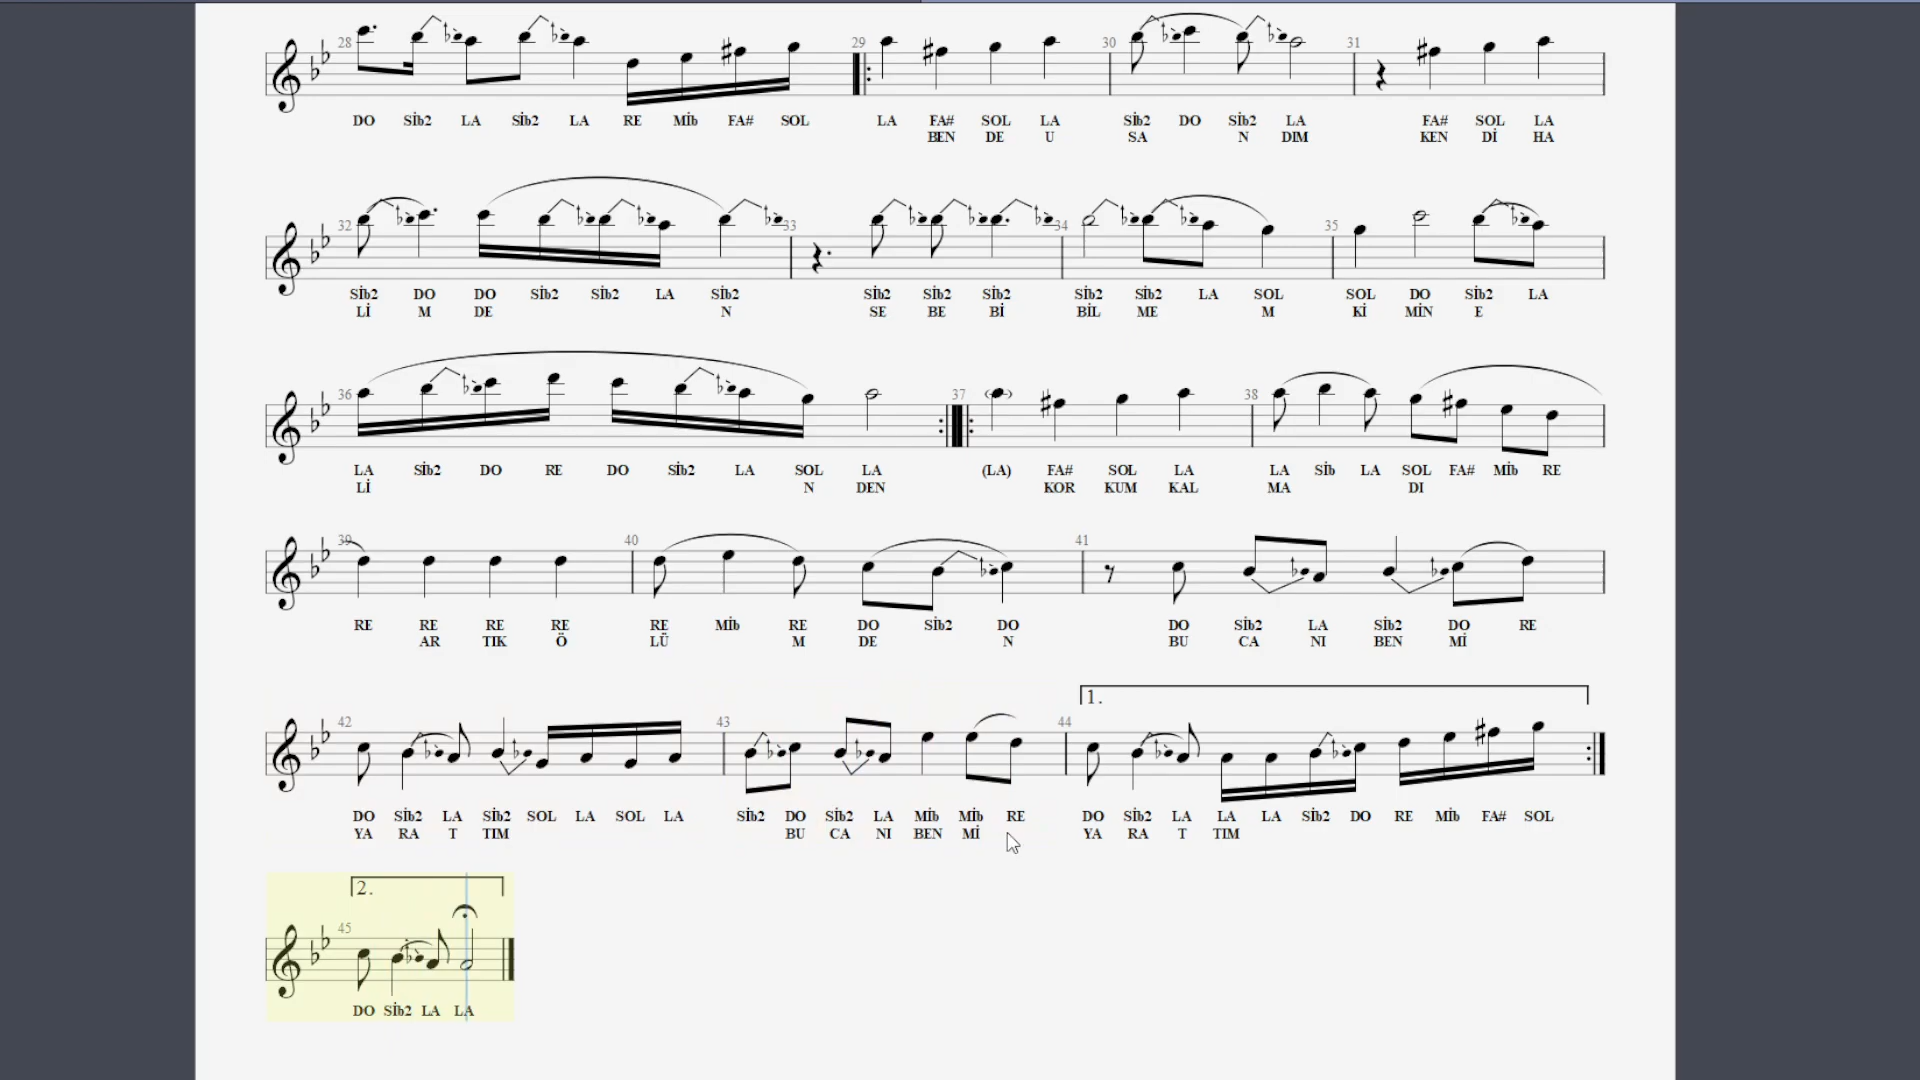 28 29 30 31
DO Sİb2 LA Sİb2 LA RE Mİb FA# SOL LA FA# SOL LA Sİb2 DO Sİb2 LA FA# SOL LA
BEN DE U SA N DIM KEN Dİ HA
32 33 34 35
Sİb2 DO DO Sİb2 Sİb2 LA Sİb2 Sİb2 Sİb2 Sİb2 Sİb2 Sİb2 LA SOL SOL DO Sİb2 LA
Lİ M DE N SE BE Bİ BİL ME M Kİ MİN E
36 37 38
LA Sİb2 DO RE DO Sİb2 LA SOL LA (LA) FA# SOL LA LA Sİb LA SOL FA# Mİb RE
Lİ N DEN KOR KUM KAL MA DI
39 40 41
RE RE RE RE RE Mİb RE DO Sİb2 DO DO Sİb2 LA Sİb2 DO RE
AR TIK Ö LÜ M DE N BU CA NI BEN Mİ
1.
42 43 44
DO Sİb2 LA Sİb2 SOL LA SOL LA Sİb2 DO Sİb2 LA Mİb Mİb RE DO Sİb2 LA LA LA Sİb2 DO RE Mİb FA# SOL
YA RA T TIM BU CA NI BEN Mİ YA RA T TIM
2.
45
DO Sİb2 LA LA